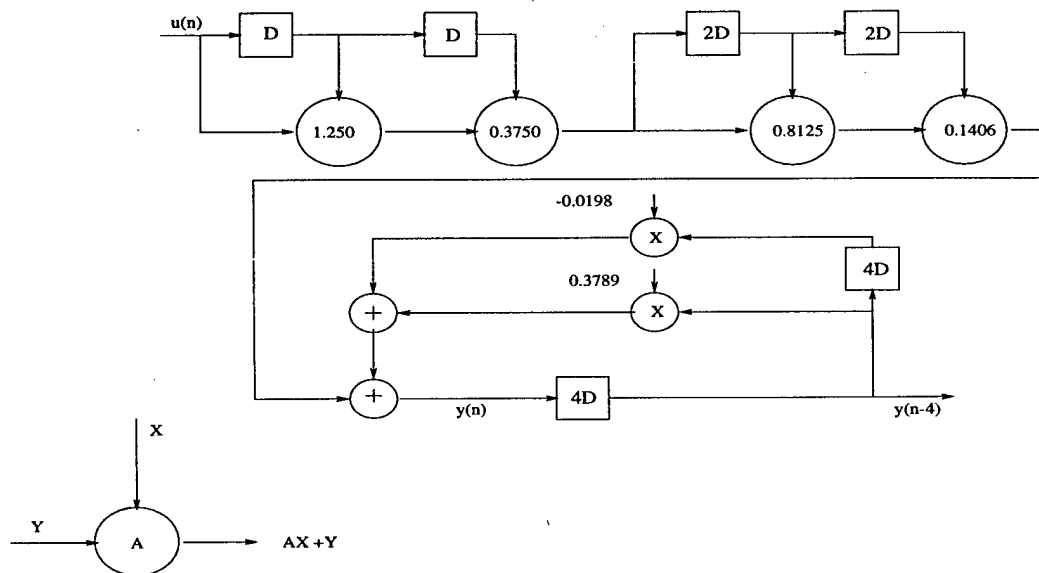 u(n)
D
D
2D
2D
1.250
0.3750
0.8125
0.1406
-0.0198
X
4D
0.3789
X
+
+
4D
y(n)
y(n-4)
X
Y
A
AX +Y